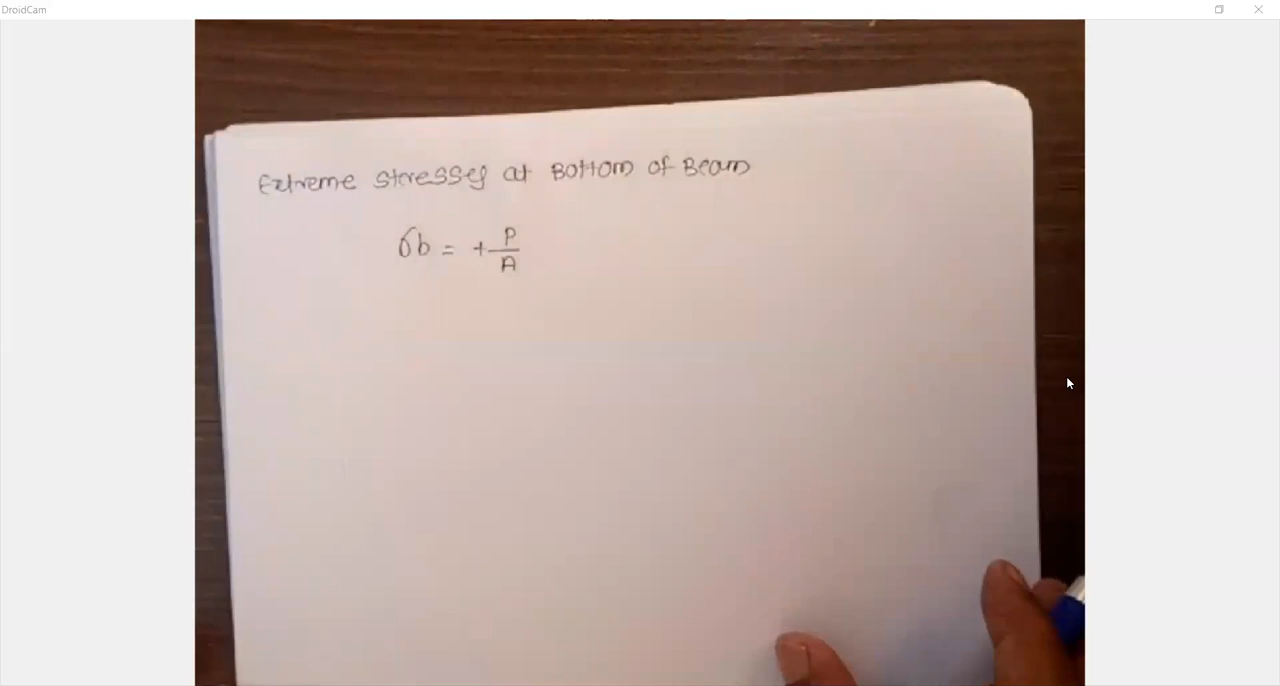 DroidCam
Extreme stresses at Bottom of Beam
σb = + P/A